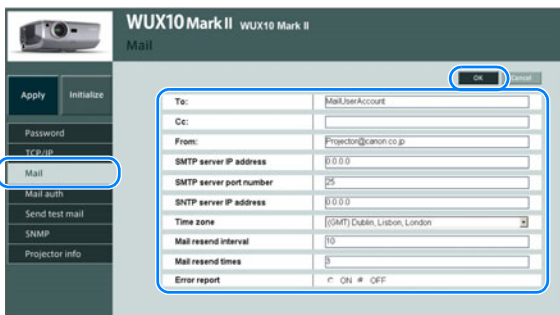 WUX10 Mark II WUX10 Mark II
Mail
OK Cancel
Apply Initialize
Password
TCP/IP
Mail
Mail auth
Send test mail
SNMP
Projector info
To: MailUserAccount
Cc:
From: Projector@canon.co.jp
SMTP server IP address 0.0.0.0
SMTP server port number 25
SNTP server IP address 0.0.0.0
Time zone (GMT) Dublin, Lisbon, London
Mail resend interval 10
Mail resend times 3
Error report ON OFF